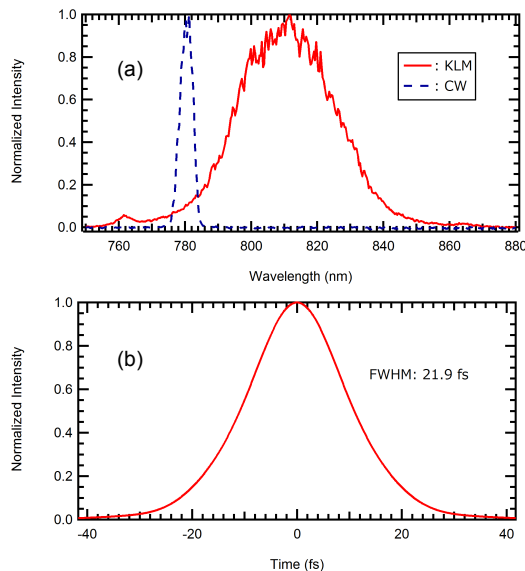 1.0
0.8
0.6
0.4
0.2
0.0
Normalized Intensity
(a)
: KLM
: CW
760 780 800 820 840 860 880
Wavelength (nm)
1.0
0.8
0.6
0.4
0.2
0.0
Normalized Intensity
(b)
FWHM: 21.9 fs
-40 -20 0 20 40
Time (fs)